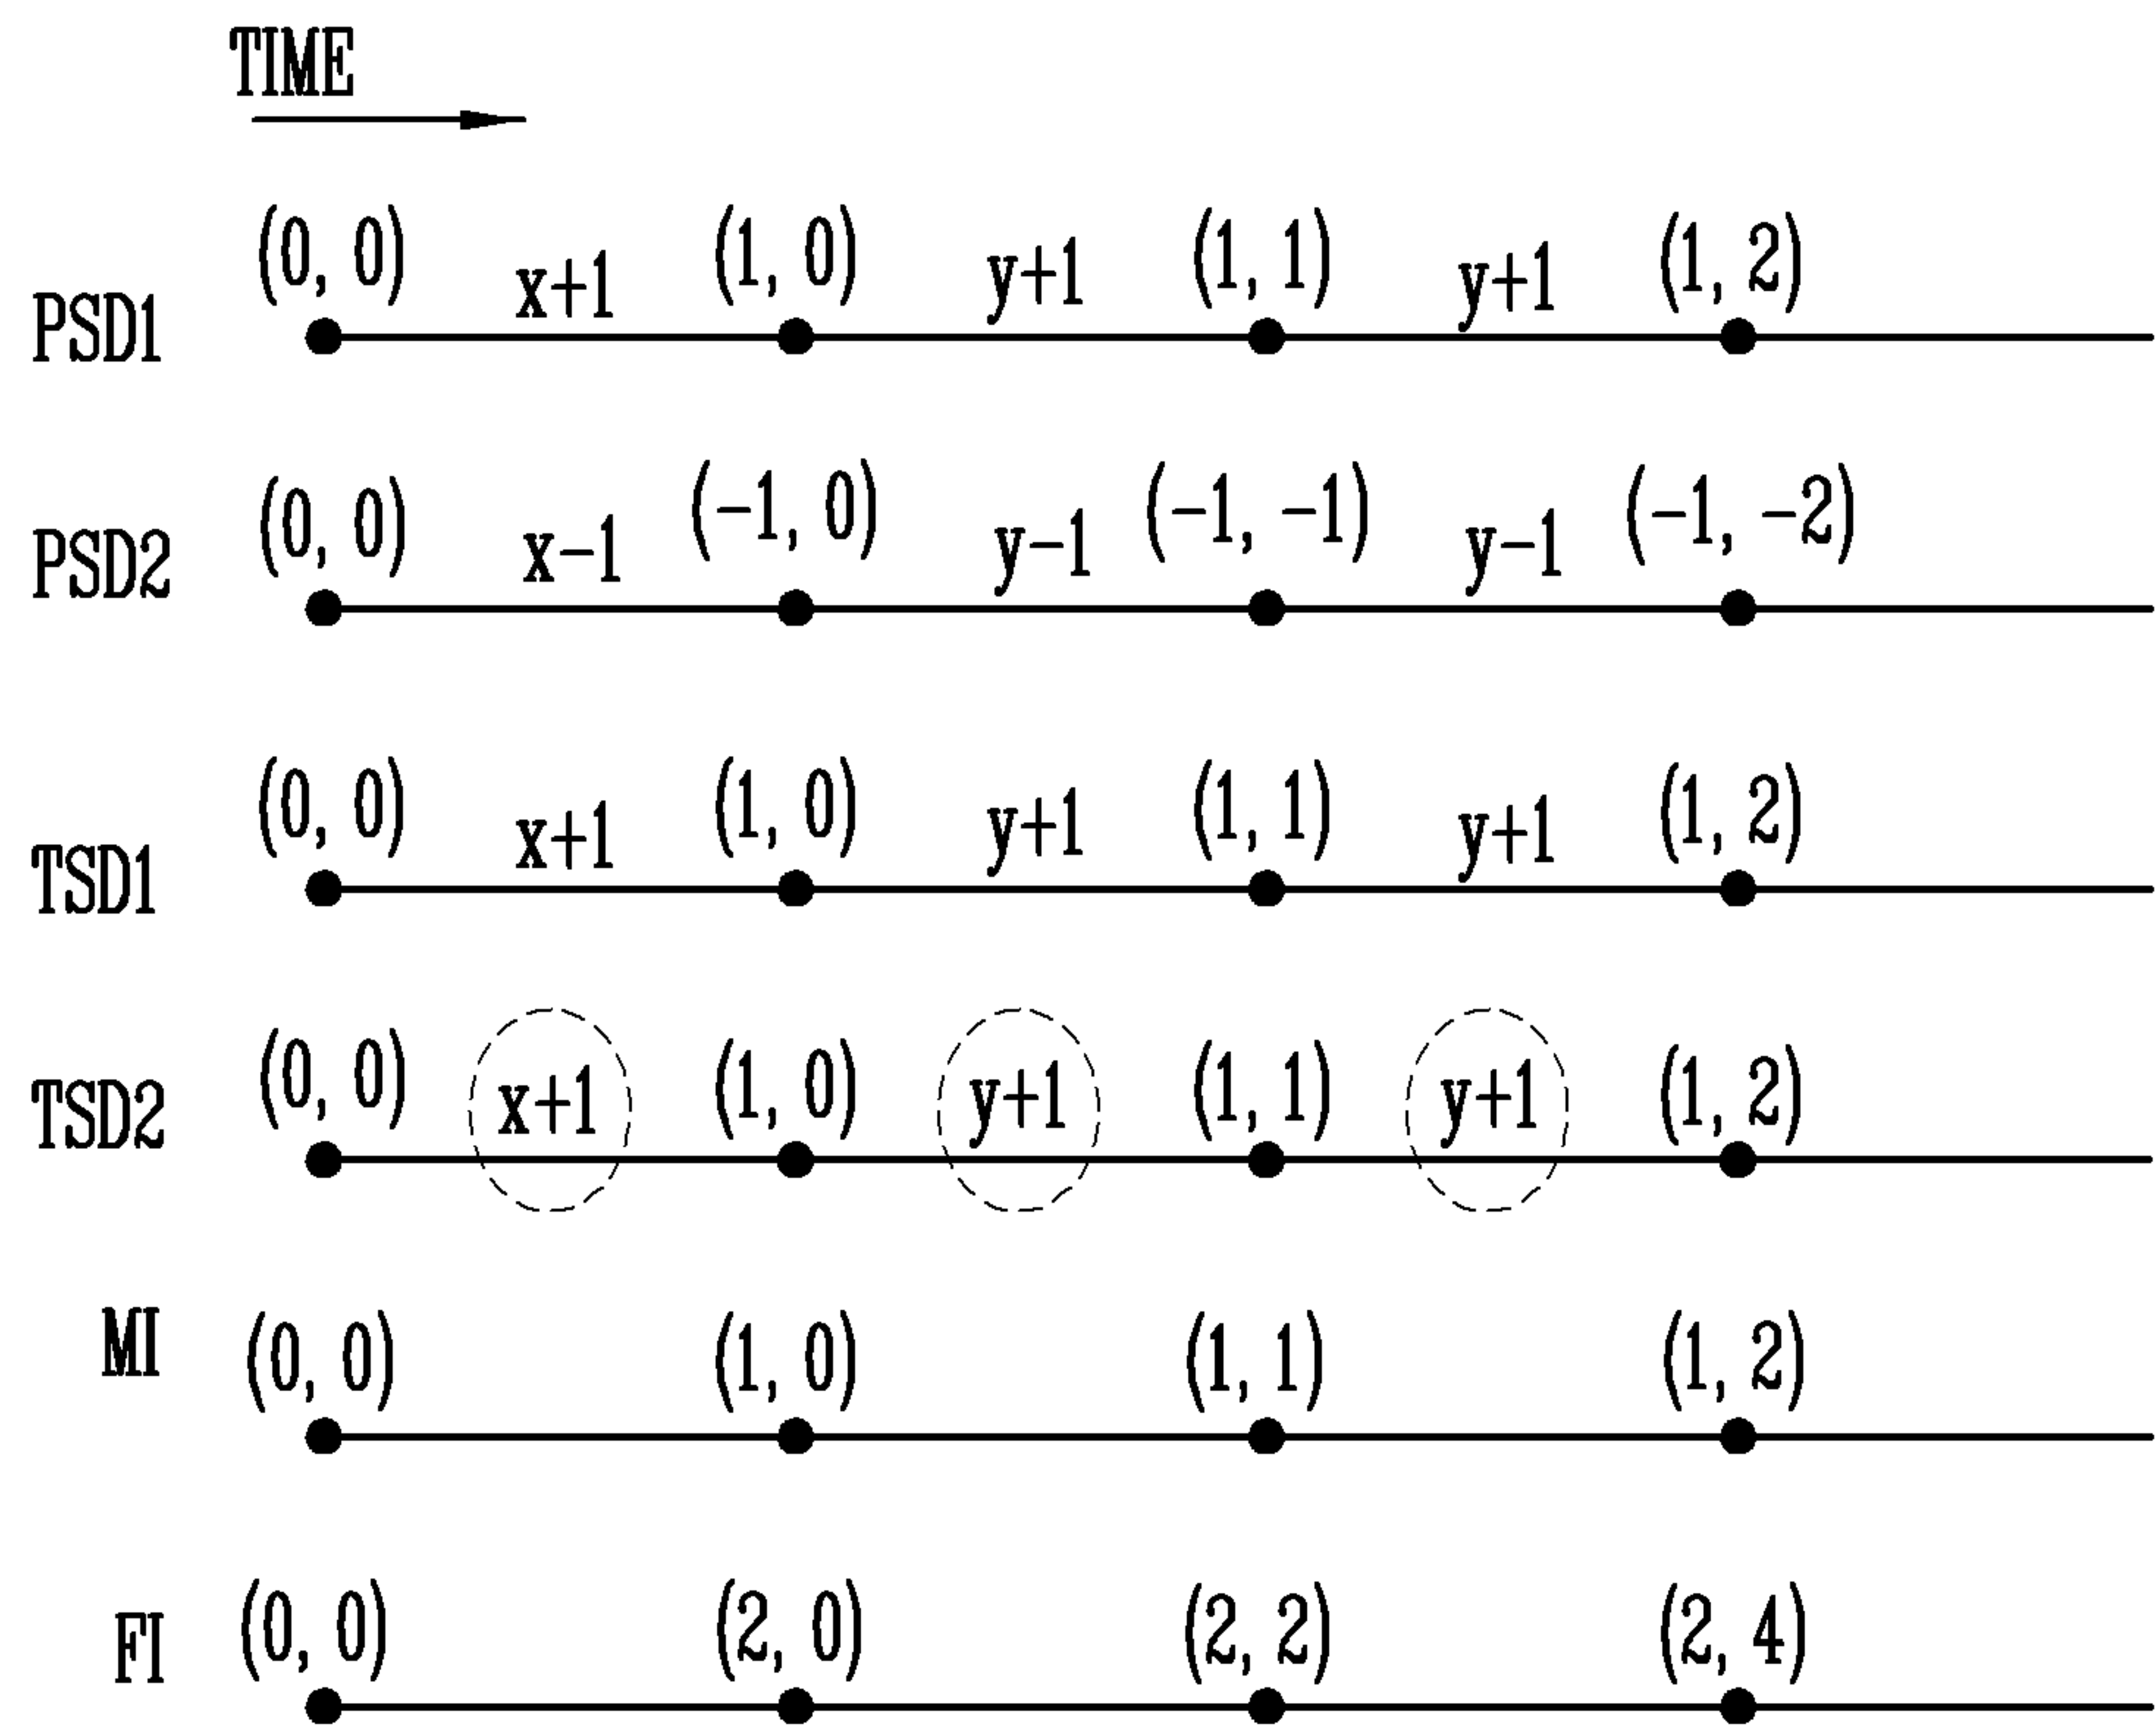 TIME
(0, 0) x+1 (1, 0) y+1 (1, 1) y+1 (1, 2)
PSD1
(0, 0) x-1 (-1, 0) y-1 (-1, -1) y-1 (-1, -2)
PSD2
(0, 0) x+1 (1, 0) y+1 (1, 1) y+1 (1, 2)
TSD1
(0, 0) x+1 (1, 0) y+1 (1, 1) y+1 (1, 2)
TSD2
MI (0, 0) (1, 0) (1, 1) (1, 2)
FI (0, 0) (2, 0) (2, 2) (2, 4)